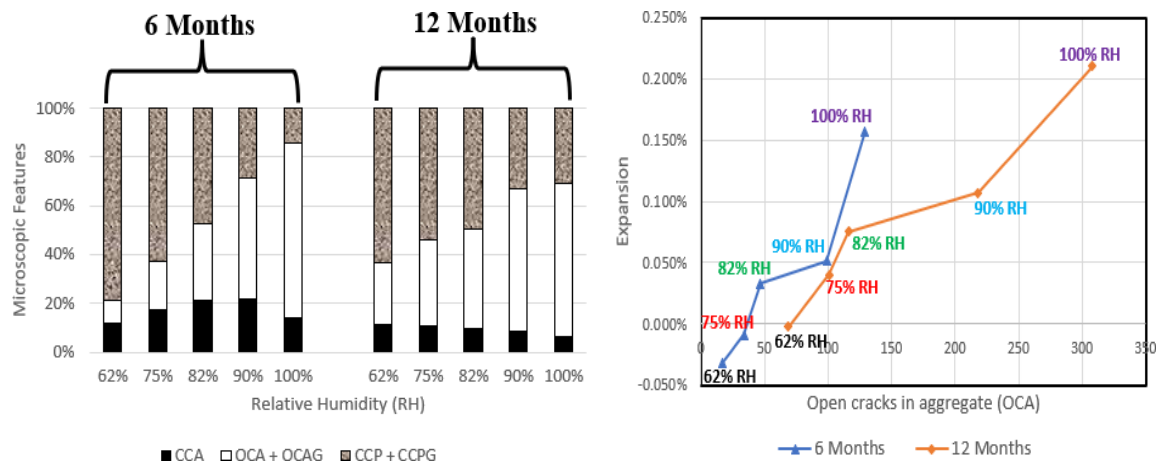 6 Months
12 Months
100%
80%
60%
40%
20%
0%
Microscopic Features
62% 75% 82% 90% 100% 62% 75% 82% 90% 100%
Relative Humidity (RH)
CCA OCA + OCAG CCP + CCPG
0.250%
0.200%
0.150%
0.100%
0.050%
0.000%
-0.050%
Expansion
100% RH
100% RH
90% RH
90% RH
82% RH
82% RH
75% RH
75% RH
62% RH
62% RH
0 50 100 150 200 250 300 350
Open cracks in aggregate (OCA)
6 Months 12 Months